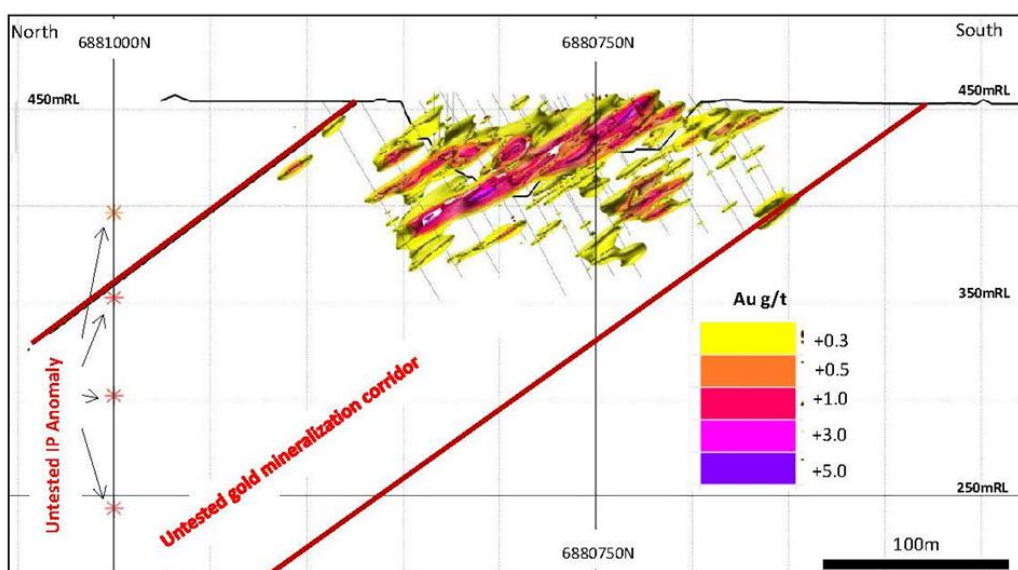 North
South
6881000N
6880750N
450mRL
450mRL
350mRL
Au g/t
+0.3
+0.5
+1.0
+3.0
+5.0
Untested IP Anomaly
Untested gold mineralization corridor
250mRL
6880750N
100m